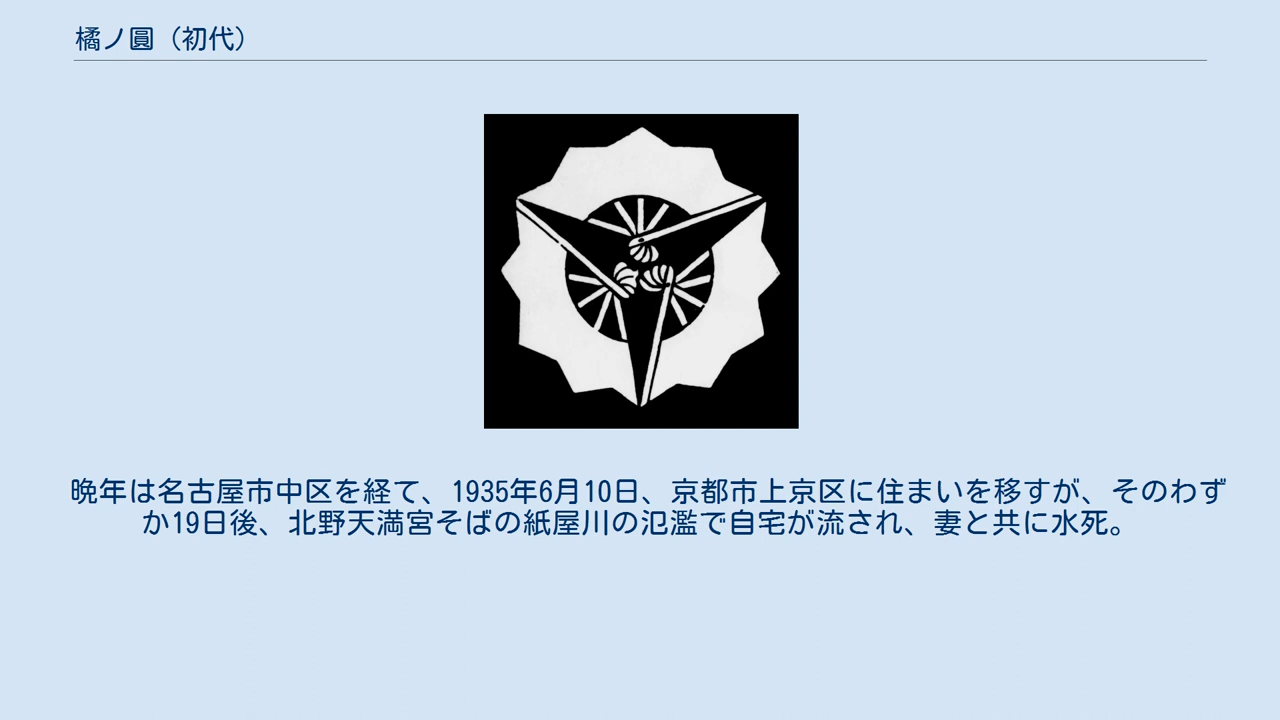 橘ノ圓（初代）
晩年は名古屋市中区を経て、1935年6月10日、京都市上京区に住まいを移すが、そのわず
か19日後、北野天満宮そばの紙屋川の氾濫で自宅が流され、妻と共に水死。